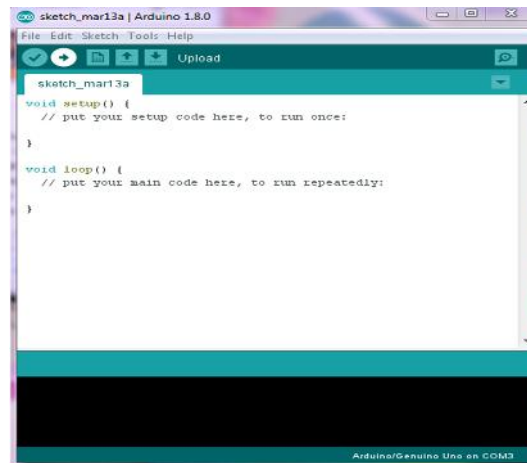 sketch_mar13a | Arduino 1.8.0
File Edit Sketch Tools Help
Upload
sketch_mar13a
void setup() {
// put your setup code here, to run once:
}
void loop() {
// put your main code here, to run repeatedly:
}
Arduino/Genuino Uno on COM3